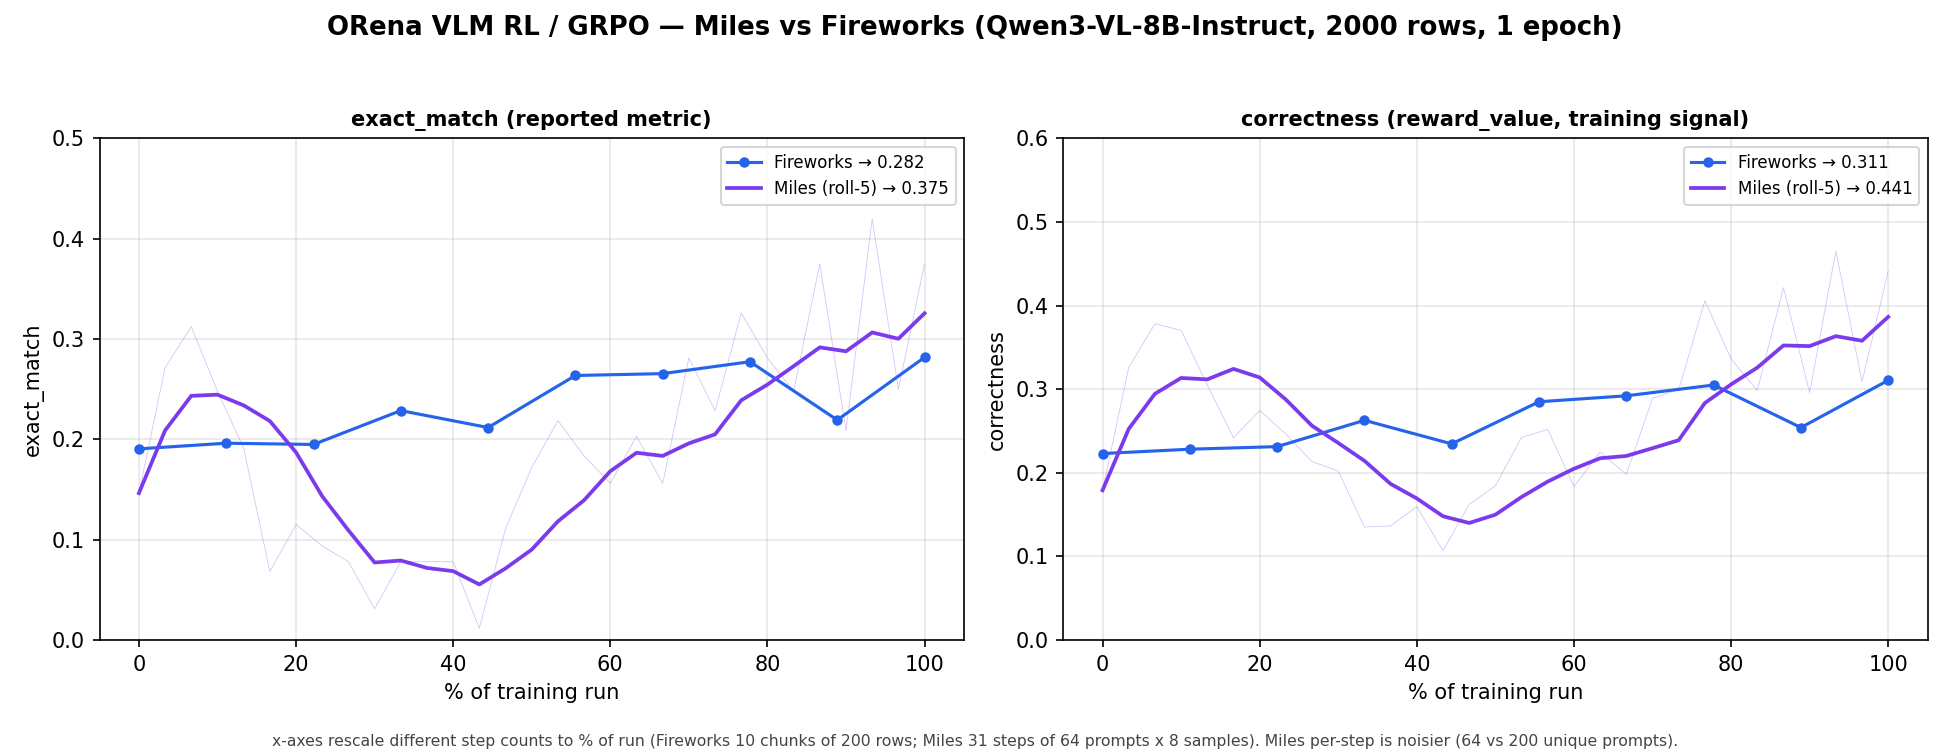 ORena VLM RL / GRPO — Miles vs Fireworks (Qwen3-VL-8B-Instruct, 2000 rows, 1 epoch)
exact_match (reported metric)
exact_match
0.5
0.4
0.3
0.2
0.1
0.0
Fireworks → 0.282
Miles (roll-5) → 0.375
0 20 40 60 80 100
% of training run
correctness (reward_value, training signal)
correctness
0.6
0.5
0.4
0.3
0.2
0.1
0.0
Fireworks → 0.311
Miles (roll-5) → 0.441
0 20 40 60 80 100
% of training run
x-axes rescale different step counts to % of run (Fireworks 10 chunks of 200 rows; Miles 31 steps of 64 prompts x 8 samples). Miles per-step is noisier (64 vs 200 unique prompts).